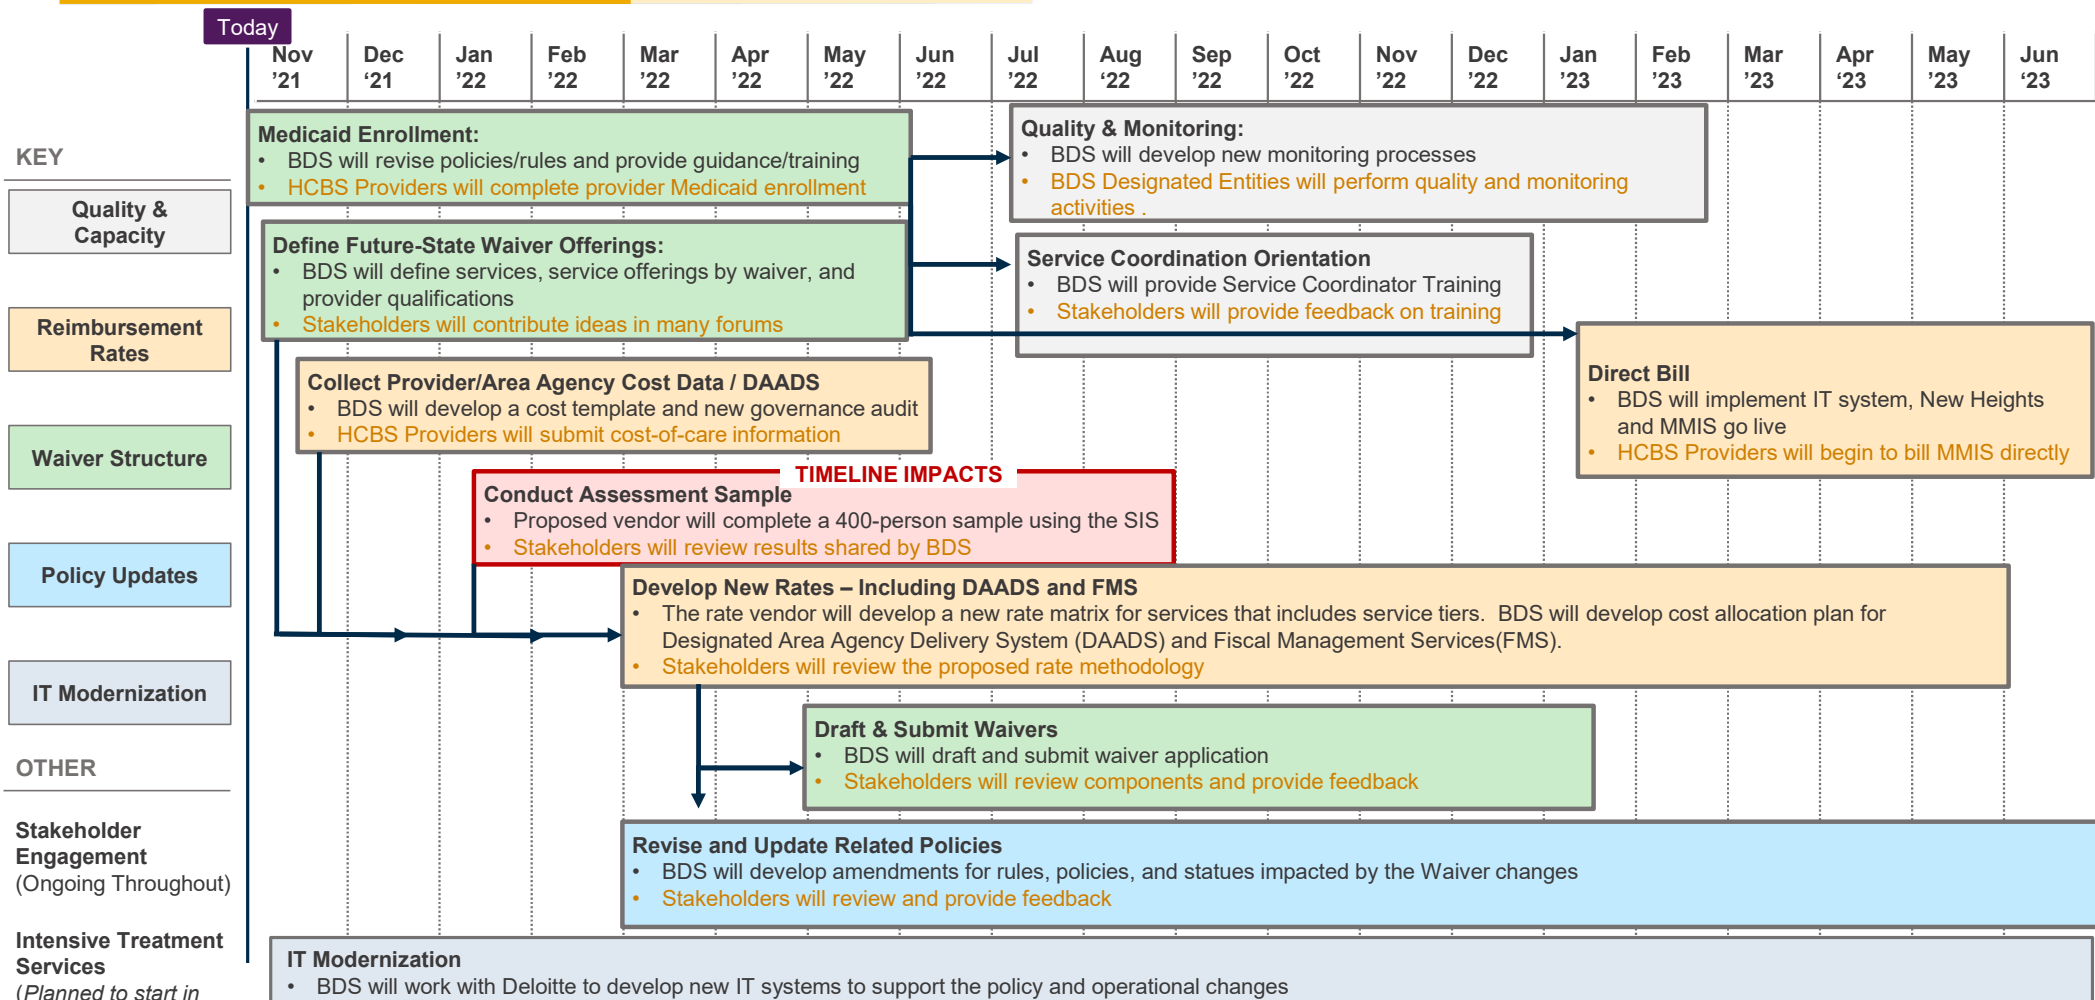 Today
Nov '21
Dec ‘21
Jan '22
Feb '22
Mar '22
Apr '22
May '22
Jun '22
Jul '22
Aug ‘22
Sep '22
Oct '22
Nov '22
Dec '22
Jan '23
Feb '23
Mar '23
Apr ‘23
May '23
Jun ‘23
KEY
Quality &
Capacity
Reimbursement
Rates
Waiver Structure
Policy Updates
IT Modernization
OTHER
Stakeholder
Engagement
(Ongoing Throughout)
Intensive Treatment
Services
(Planned to start in
Medicaid Enrollment:
• BDS will revise policies/rules and provide guidance/training
• HCBS Providers will complete provider Medicaid enrollment
Quality & Monitoring:
• BDS will develop new monitoring processes
• BDS Designated Entities will perform quality and monitoring
activities .
Define Future-State Waiver Offerings:
• BDS will define services, service offerings by waiver, and
provider qualifications
• Stakeholders will contribute ideas in many forums
Service Coordination Orientation
• BDS will provide Service Coordinator Training
• Stakeholders will provide feedback on training
Direct Bill
• BDS will implement IT system, New Heights
and MMIS go live
• HCBS Providers will begin to bill MMIS directly
Collect Provider/Area Agency Cost Data / DAADS
• BDS will develop a cost template and new governance audit
• HCBS Providers will submit cost-of-care information
TIMELINE IMPACTS
Conduct Assessment Sample
• Proposed vendor will complete a 400-person sample using the SIS
• Stakeholders will review results shared by BDS
Develop New Rates – Including DAADS and FMS
• The rate vendor will develop a new rate matrix for services that includes service tiers. BDS will develop cost allocation plan for
Designated Area Agency Delivery System (DAADS) and Fiscal Management Services(FMS).
• Stakeholders will review the proposed rate methodology
Draft & Submit Waivers
• BDS will draft and submit waiver application
• Stakeholders will review components and provide feedback
Revise and Update Related Policies
• BDS will develop amendments for rules, policies, and statues impacted by the Waiver changes
• Stakeholders will review and provide feedback
IT Modernization
• BDS will work with Deloitte to develop new IT systems to support the policy and operational changes